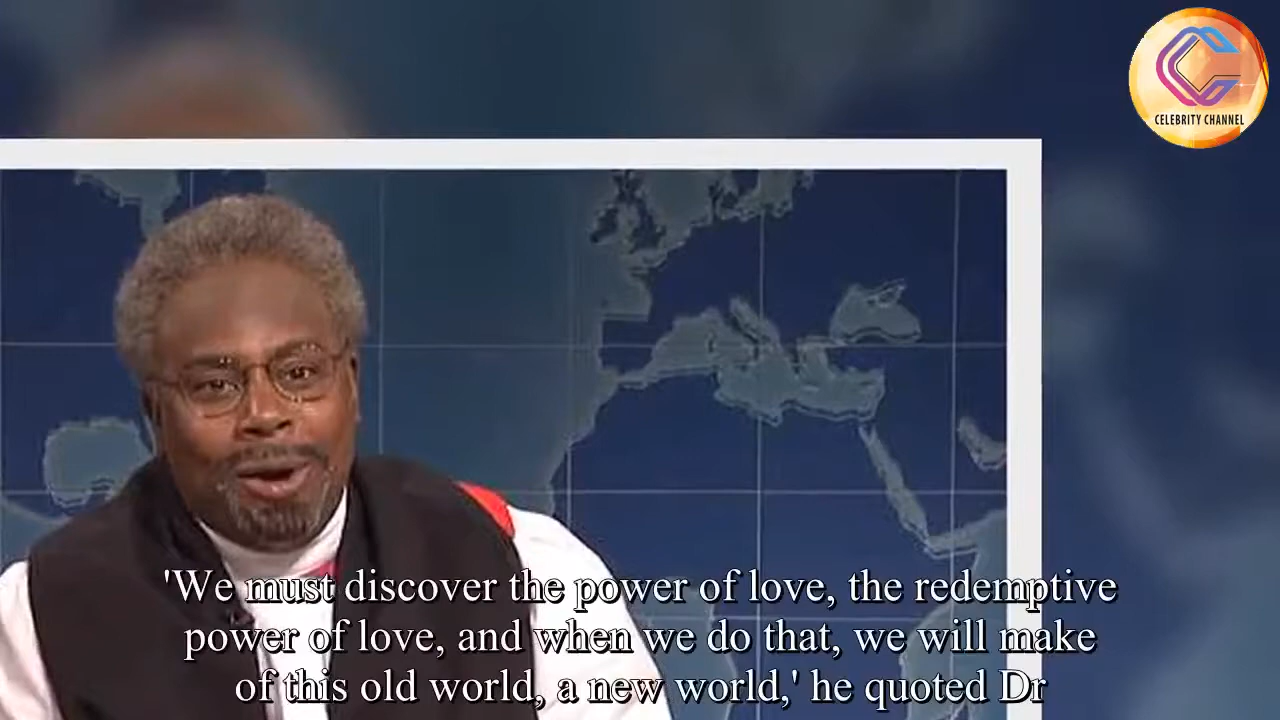 CELEBRITY CHANNEL
'We must discover the power of love, the redemptive
power of love, and when we do that, we will make
of this old world, a new world,' he quoted Dr